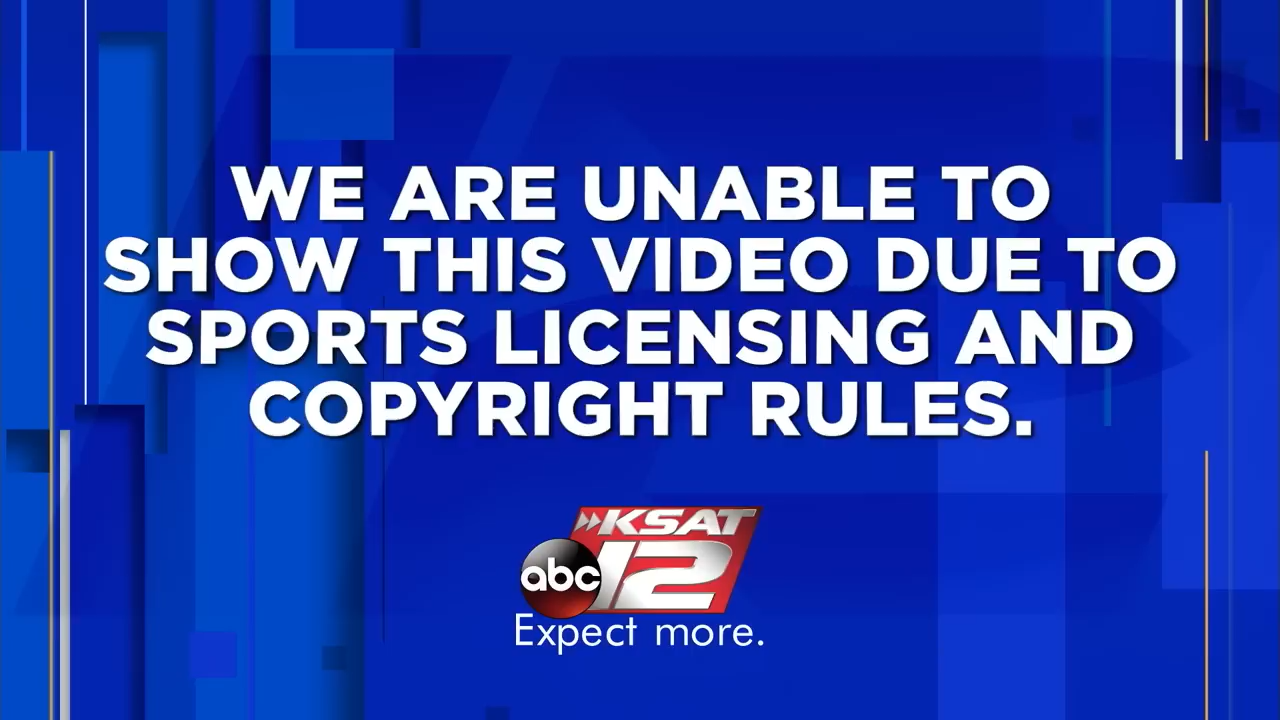 WE ARE UNABLE TO
SHOW THIS VIDEO DUE TO
SPORTS LICENSING AND
COPYRIGHT RULES.
KSAT
abc 12
Expect more.